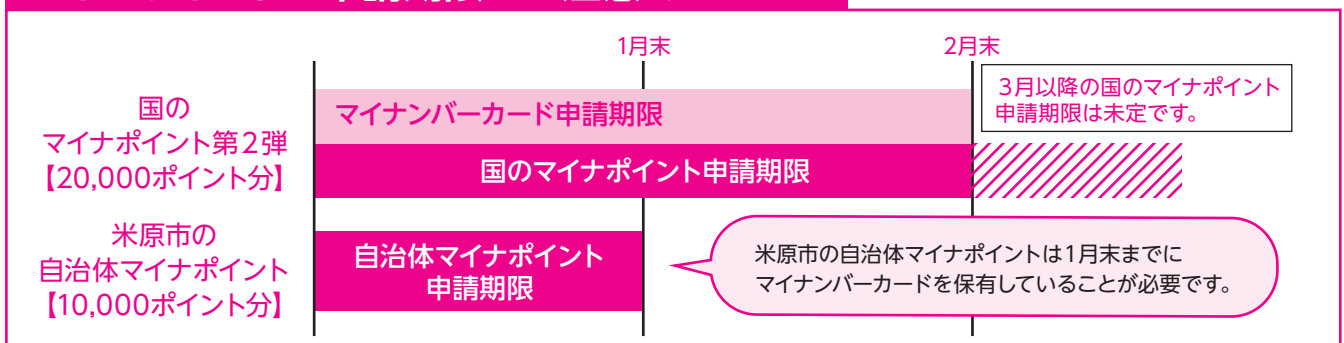 1月末
2月末
3月以降の国のマイナポイント
申請期限は未定です。
国の
マイナポイント第2弾
【20,000ポイント分】
マイナンバーカード申請期限
国のマイナポイント申請期限
米原市の
自治体マイナポイント
【10,000ポイント分】
自治体マイナポイント
申請期限
米原市の自治体マイナポイントは1月末までに
マイナンバーカードを保有していることが必要です。